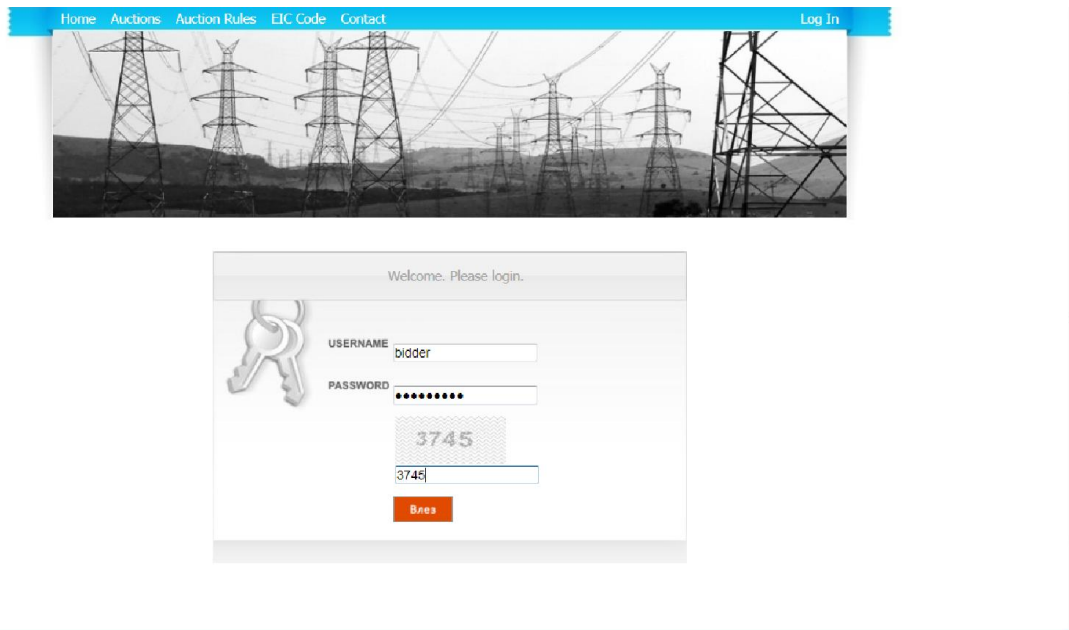 Home Auctions Auction Rules EIC Code Contact Log In
Welcome. Please login.
USERNAME bidder
PASSWORD •••••••••
3745
3745
Влез